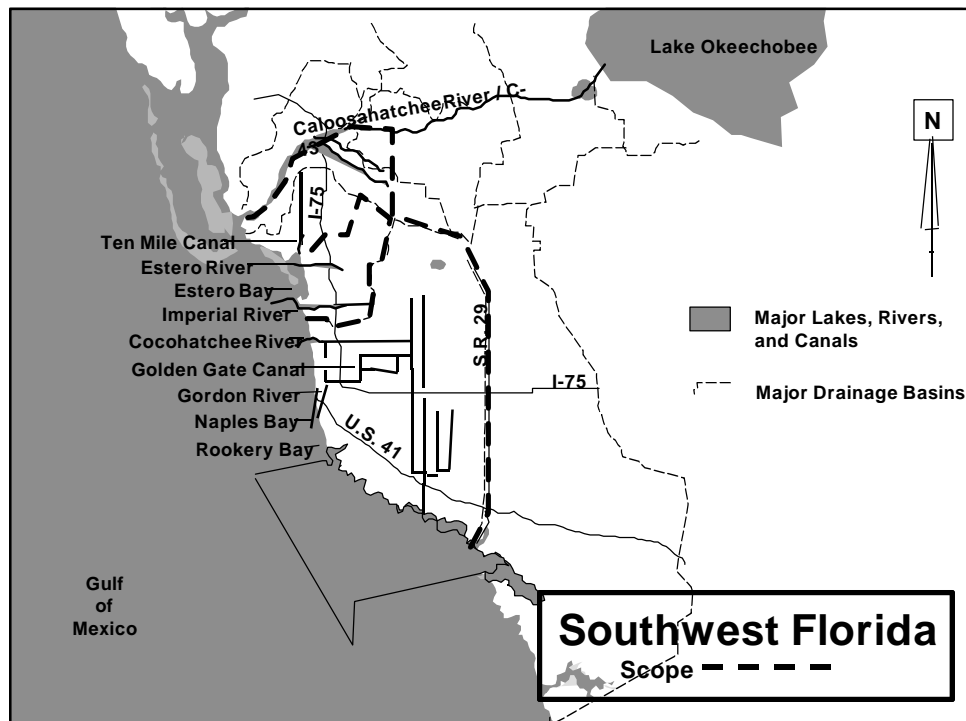 Lake Okeechobee
Caloosahatchee River / C-
43
N
I-75
Ten Mile Canal
Estero River
Estero Bay
Imperial River
Cocohatchee River
Golden Gate Canal
Gordon River
Naples Bay
Rookery Bay
S.R. 29
I-75
U.S. 41
Major Lakes, Rivers,
and Canals
Major Drainage Basins
Gulf
of
Mexico
Southwest Florida
Scope